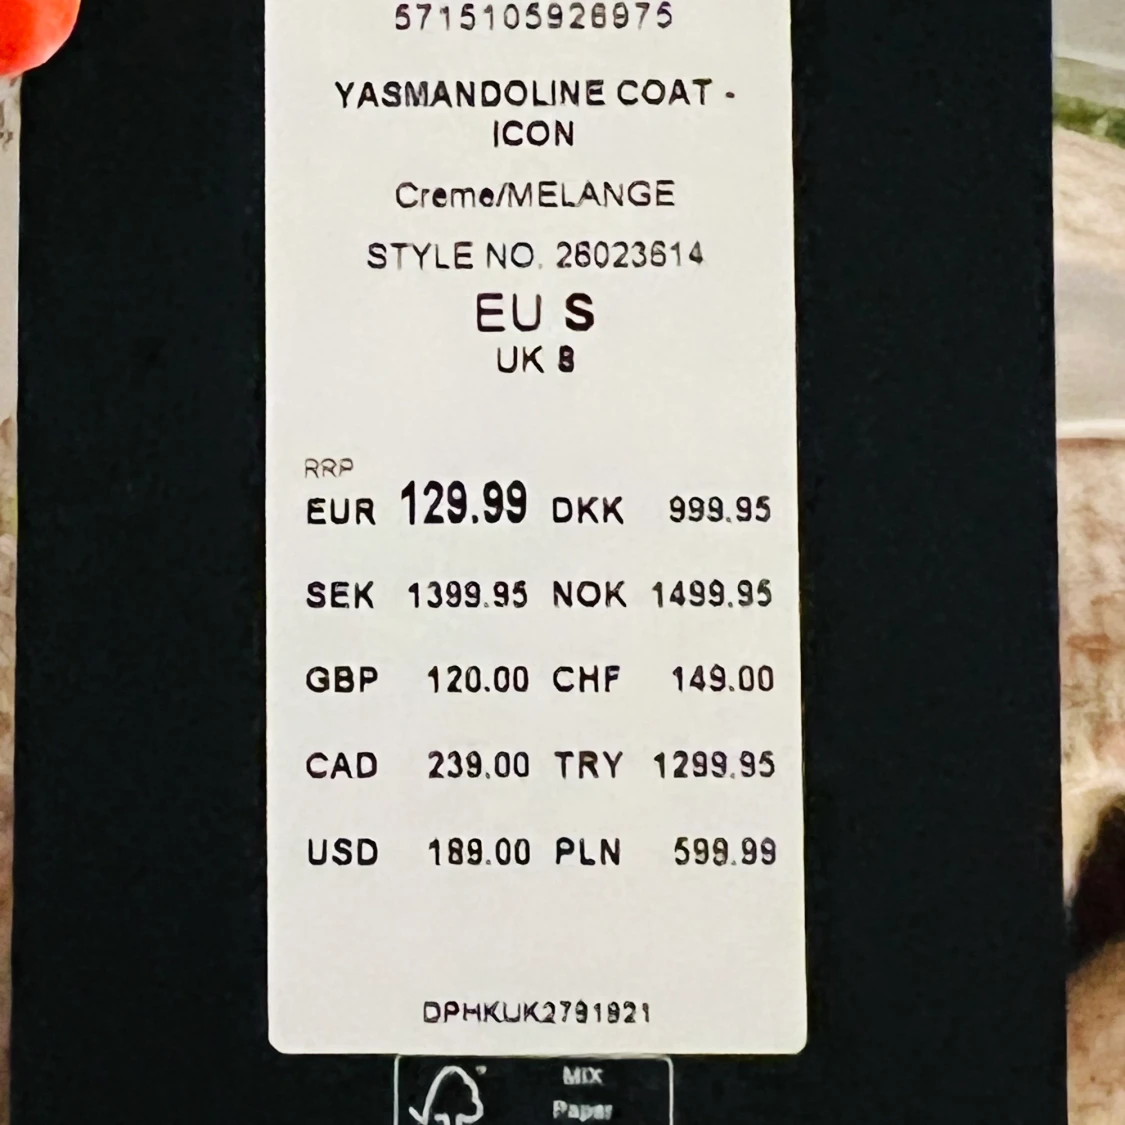 5715105926975
YASMANDOLINE COAT -
ICON
Creme/MELANGE
STYLE NO. 26023614
EU S
UK 8
RRP
EUR 129.99 DKK 999.95
SEK 1399.95 NOK 1499.95
GBP 120.00 CHF 149.00
CAD 239.00 TRY 1299.95
USD 189.00 PLN 599.99
DPHKUK2791921
MIX
Paper